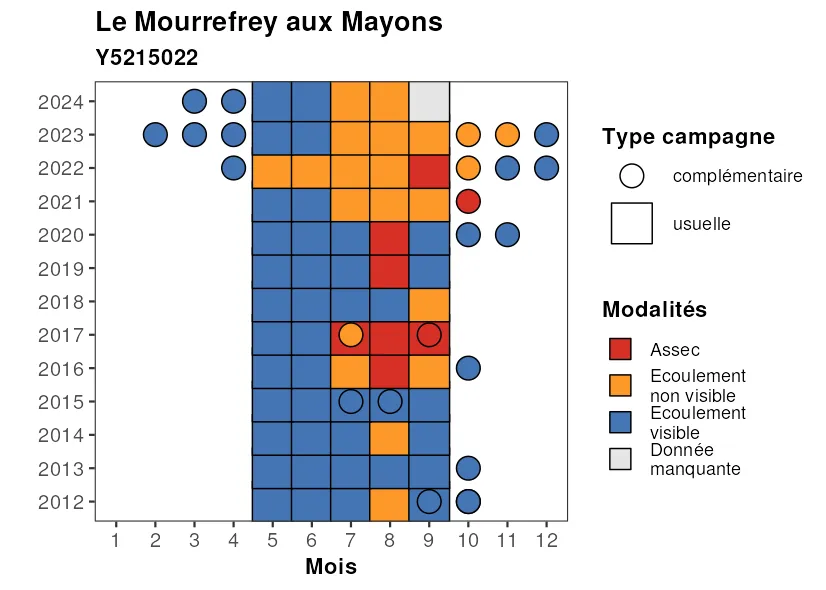 Le Mourrefrey aux Mayons
Y5215022
2024
2023
2022
2021
2020
2019
2018
2017
2016
2015
2014
2013
2012
1 2 3 4 5 6 7 8 9 10 11 12
Mois
Type campagne
complémentaire
usuelle
Modalités
Assec
Ecoulement
non visible
Ecoulement
visible
Donnée
manquante